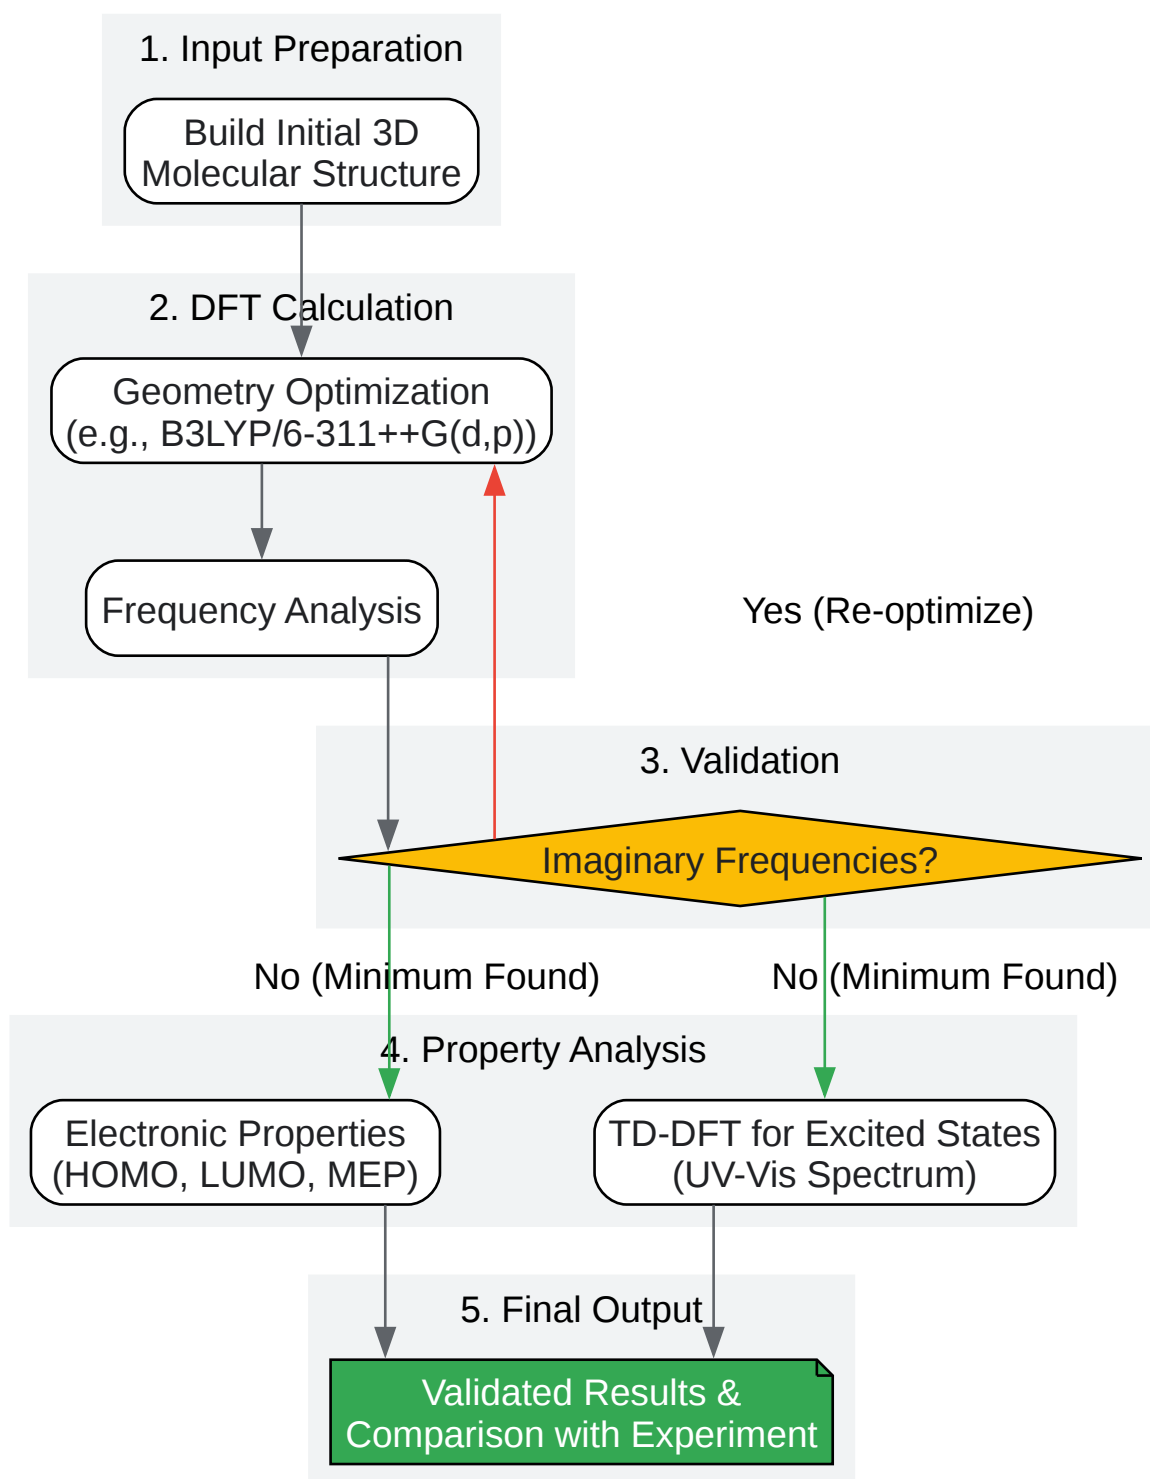 1. Input Preparation
Build Initial 3D
Molecular Structure
2. DFT Calculation
Geometry Optimization
(e.g., B3LYP/6-311++G(d,p))
Frequency Analysis
Yes (Re-optimize)
3. Validation
Imaginary Frequencies?
No (Minimum Found)
No (Minimum Found)
4. Property Analysis
Electronic Properties
(HOMO, LUMO, MEP)
TD-DFT for Excited States
(UV-Vis Spectrum)
5. Final Output
Validated Results &
Comparison with Experiment